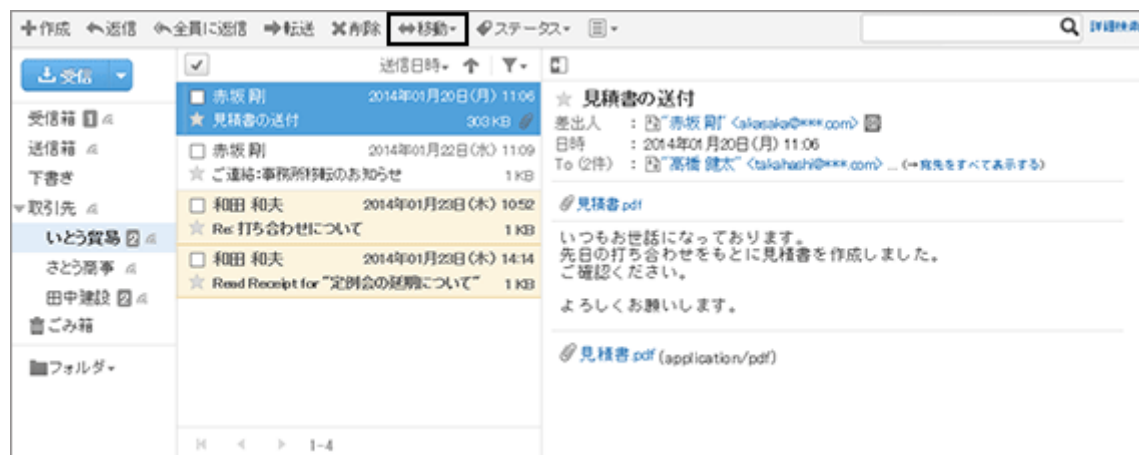 作成 返信 全員に返信 転送 削除 移動 ステータス
詳細検索
受信
受信箱 1
送信箱
下書き
取引先
いとう貿易 2
さとう商事
田中建設 2
ごみ箱
フォルダ
送信日時
赤坂 剛 2014年01月20日(月) 11:06
見積書の送付 303 KB
赤坂 剛 2014年01月22日(水) 11:09
ご連絡:事務所移転のお知らせ 1 KB
和田 和夫 2014年01月23日(木) 10:52
Re: 打ち合わせについて 1 KB
和田 和夫 2014年01月23日(木) 14:14
Read Receipt for "定例会の延期について" 1 KB
1-4
見積書の送付
差出人 : "赤坂 剛" <akasaka@***.com>
日時 : 2014年01月20日(月) 11:06
To (2件) : "高橋 健太" <takahashi@***.com> ... (→宛先をすべて表示する)
見積書.pdf
いつもお世話になっております。
先日の打ち合わせをもとに見積書を作成しました。
ご確認ください。
よろしくお願いします。
見積書.pdf (application/pdf)